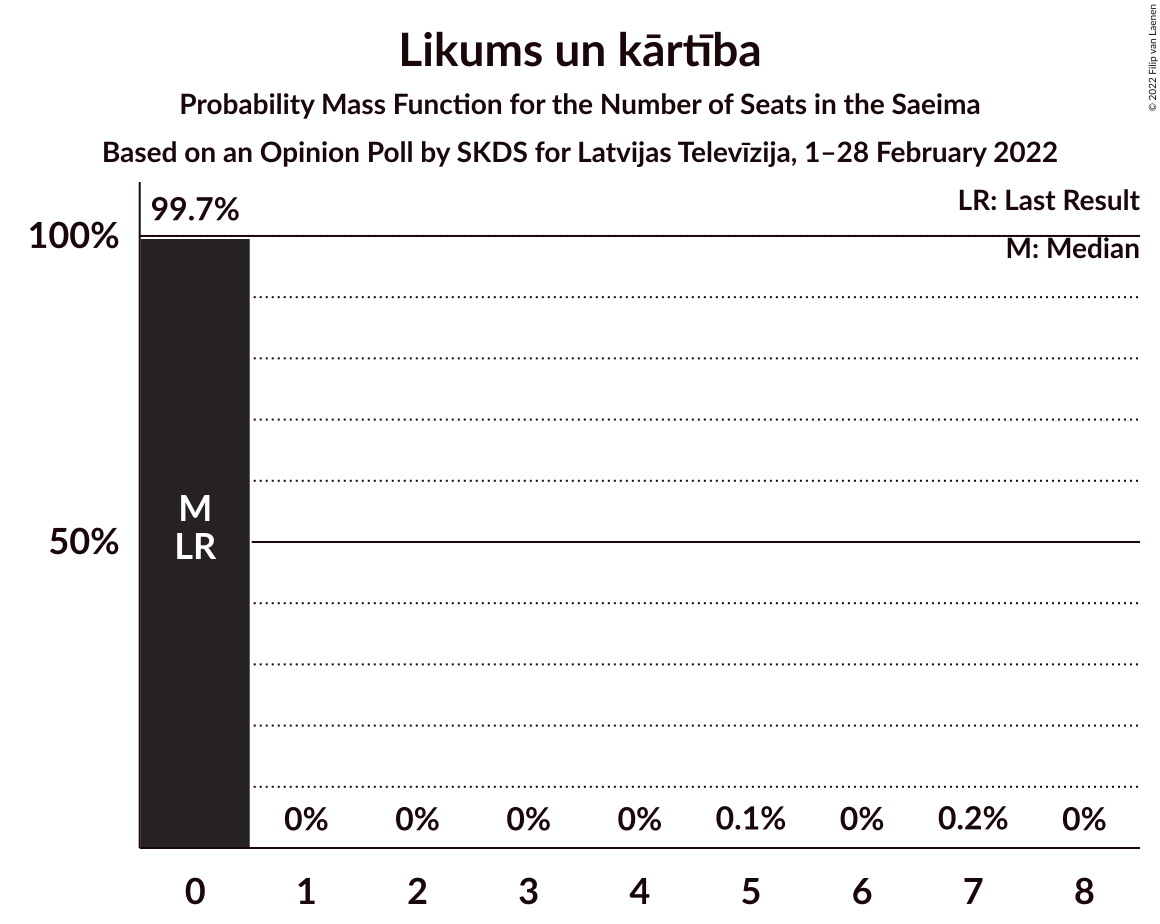 Likums un kārtība
Probability Mass Function for the Number of Seats in the Saeima
Based on an Opinion Poll by SKDS for Latvijas Televīzija, 1–28 February 2022
© 2022 Filip van Laenen
LR: Last Result
M: Median
99.7%
100%
50%
M
LR
0% 0% 0% 0% 0.1% 0% 0.2% 0%
0 1 2 3 4 5 6 7 8